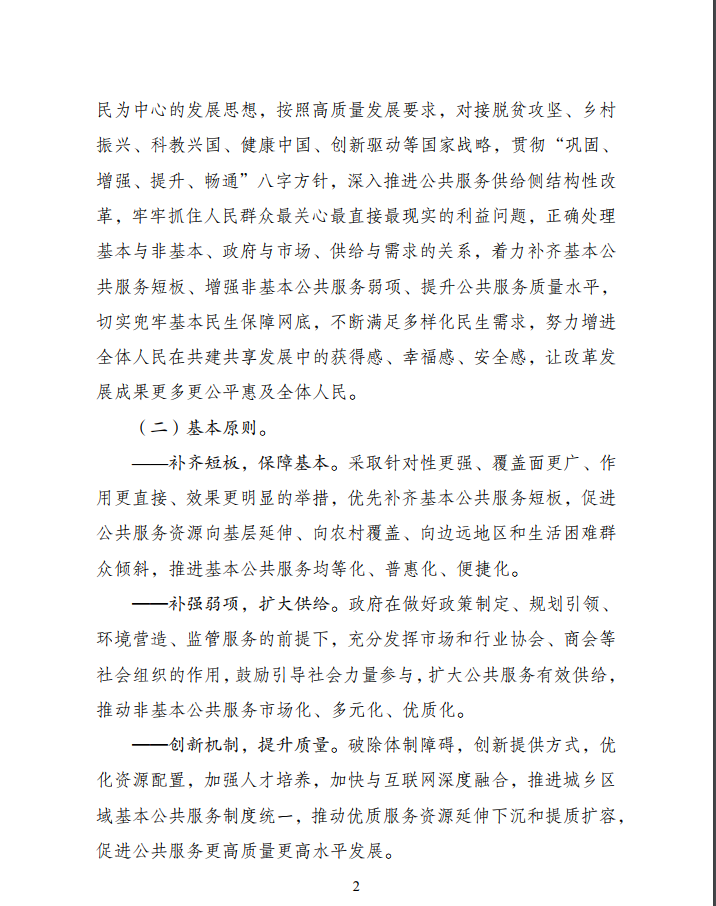 民为中心的发展思想，按照高质量发展要求，对接脱贫攻坚、乡村
振兴、科教兴国、健康中国、创新驱动等国家战略，贯彻“巩固、
增强、提升、畅通”八字方针，深入推进公共服务供给侧结构性改
革，牢牢抓住人民群众最关心最直接最现实的利益问题，正确处理
基本与非基本、政府与市场、供给与需求的关系，着力补齐基本公
共服务短板、增强非基本公共服务弱项、提升公共服务质量水平，
切实兜牢基本民生保障网底，不断满足多样化民生需求，努力增进
全体人民在共建共享发展中的获得感、幸福感、安全感，让改革发
展成果更多更公平惠及全体人民。
（二）基本原则。
——补齐短板，保障基本。采取针对性更强、覆盖面更广、作
用更直接、效果更明显的举措，优先补齐基本公共服务短板，促进
公共服务资源向基层延伸、向农村覆盖、向边远地区和生活困难群
众倾斜，推进基本公共服务均等化、普惠化、便捷化。
——补强弱项，扩大供给。政府在做好政策制定、规划引领、
环境营造、监管服务的前提下，充分发挥市场和行业协会、商会等
社会组织的作用，鼓励引导社会力量参与，扩大公共服务有效供给，
推动非基本公共服务市场化、多元化、优质化。
——创新机制，提升质量。破除体制障碍，创新提供方式，优
化资源配置，加强人才培养，加快与互联网深度融合，推进城乡区
域基本公共服务制度统一，推动优质服务资源延伸下沉和提质扩容，
促进公共服务更高质量更高水平发展。
2